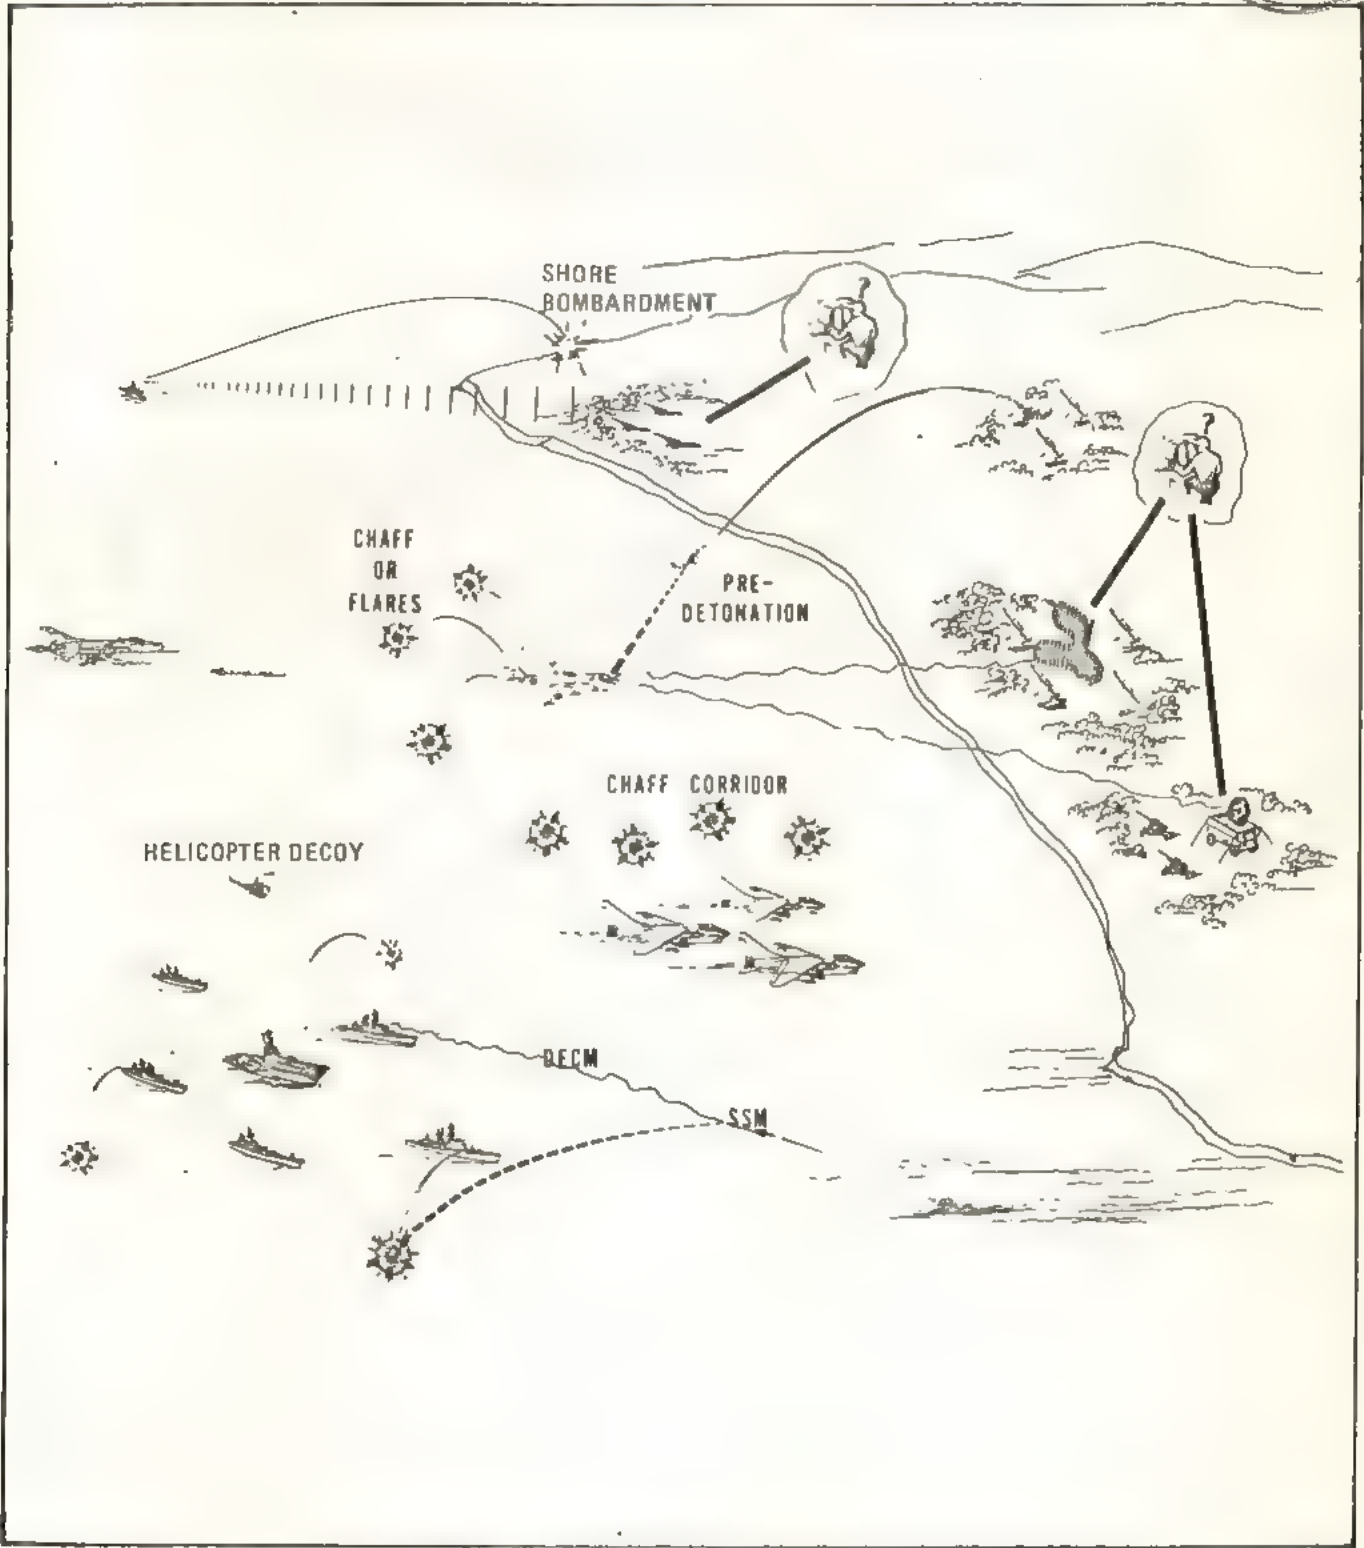 SHORE
BOMBARDMENT
?
?
CHAFF
OR
FLARES
PRE-
DETONATION
CHAFF CORRIDOR
HELICOPTER DECOY
DECM
SSM